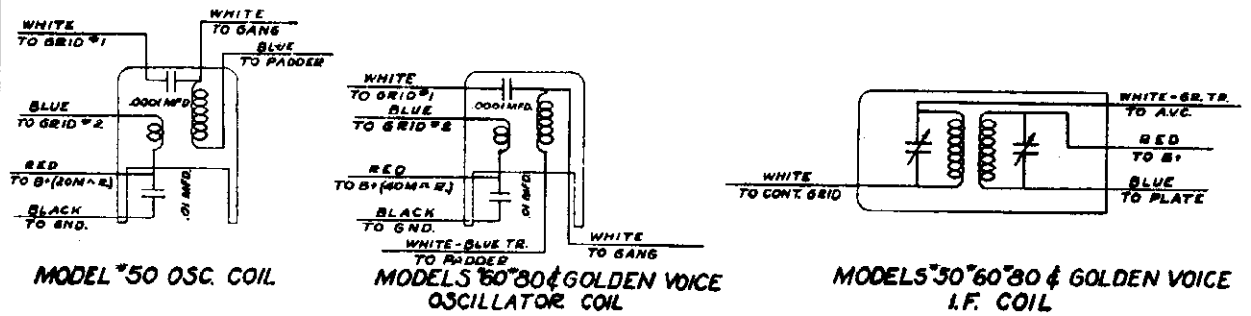 WHITE
TO GRID #1
WHITE
TO GANG
BLUE
TO PADDER
.0001 MFD.
BLUE
TO GRID #2
RED
TO B+(20M~R.)
.01 MFD.
BLACK
TO GND.
MODEL #50 OSC. COIL
WHITE
TO GRID #1
.0001 MFD.
BLUE
TO GRID #2
RED
TO B+(40M~R.)
.01 MFD.
BLACK
TO GND.
WHITE-BLUE TR.
TO PADDER
WHITE
TO GANG
MODELS #60 #80 & GOLDEN VOICE
OSCILLATOR COIL
WHITE-GR. TR.
TO A.V.C.
RED
TO B+
WHITE
TO CONT. GRID
BLUE
TO PLATE
MODELS #50 #60 #80 & GOLDEN VOICE
I.F. COIL